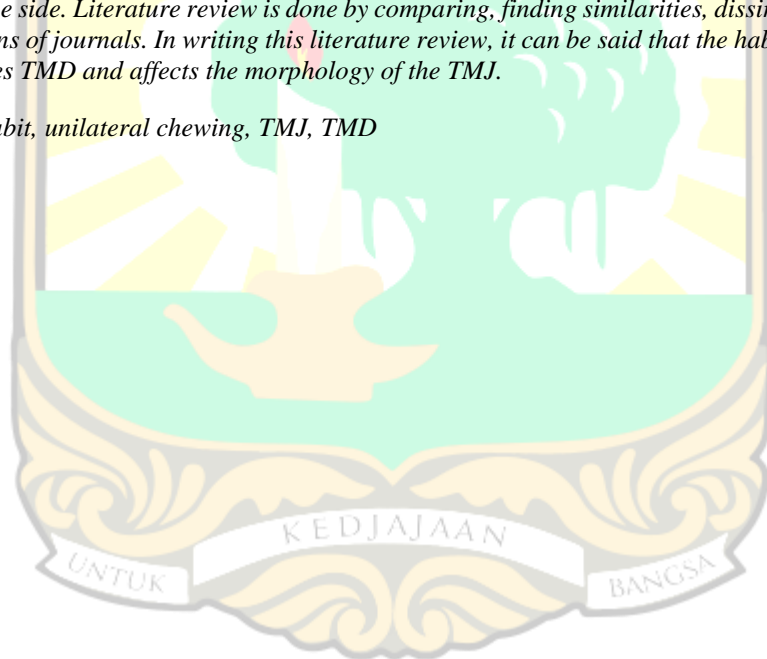 e side. Literature review is done by comparing, finding similarities, dissi
ns of journals. In writing this literature review, it can be said that the hab
es TMD and affects the morphology of the TMJ.
bit, unilateral chewing, TMJ, TMD
KEDJAJAAN
UNTUK
BANGSA